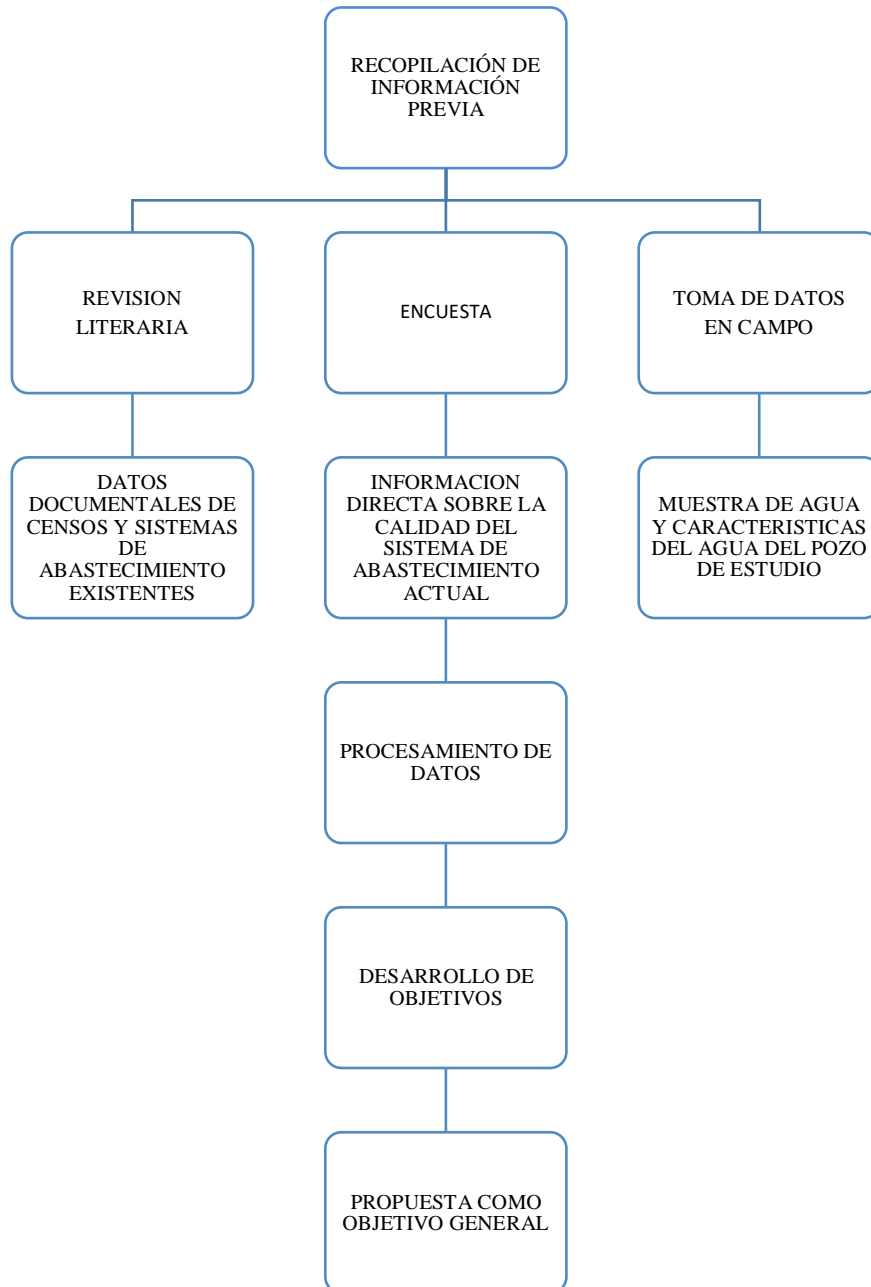 RECOPILACIÓN DE
INFORMACIÓN
PREVIA
REVISION
LITERARIA
ENCUESTA
TOMA DE DATOS
EN CAMPO
DATOS
DOCUMENTALES DE
CENSOS Y SISTEMAS
DE
ABASTECIMIENTO
EXISTENTES
INFORMACION
DIRECTA SOBRE LA
CALIDAD DEL
SISTEMA DE
ABASTECIMIENTO
ACTUAL
MUESTRA DE AGUA
Y CARACTERISTICAS
DEL AGUA DEL POZO
DE ESTUDIO
PROCESAMIENTO DE
DATOS
DESARROLLO DE
OBJETIVOS
PROPUESTA COMO
OBJETIVO GENERAL